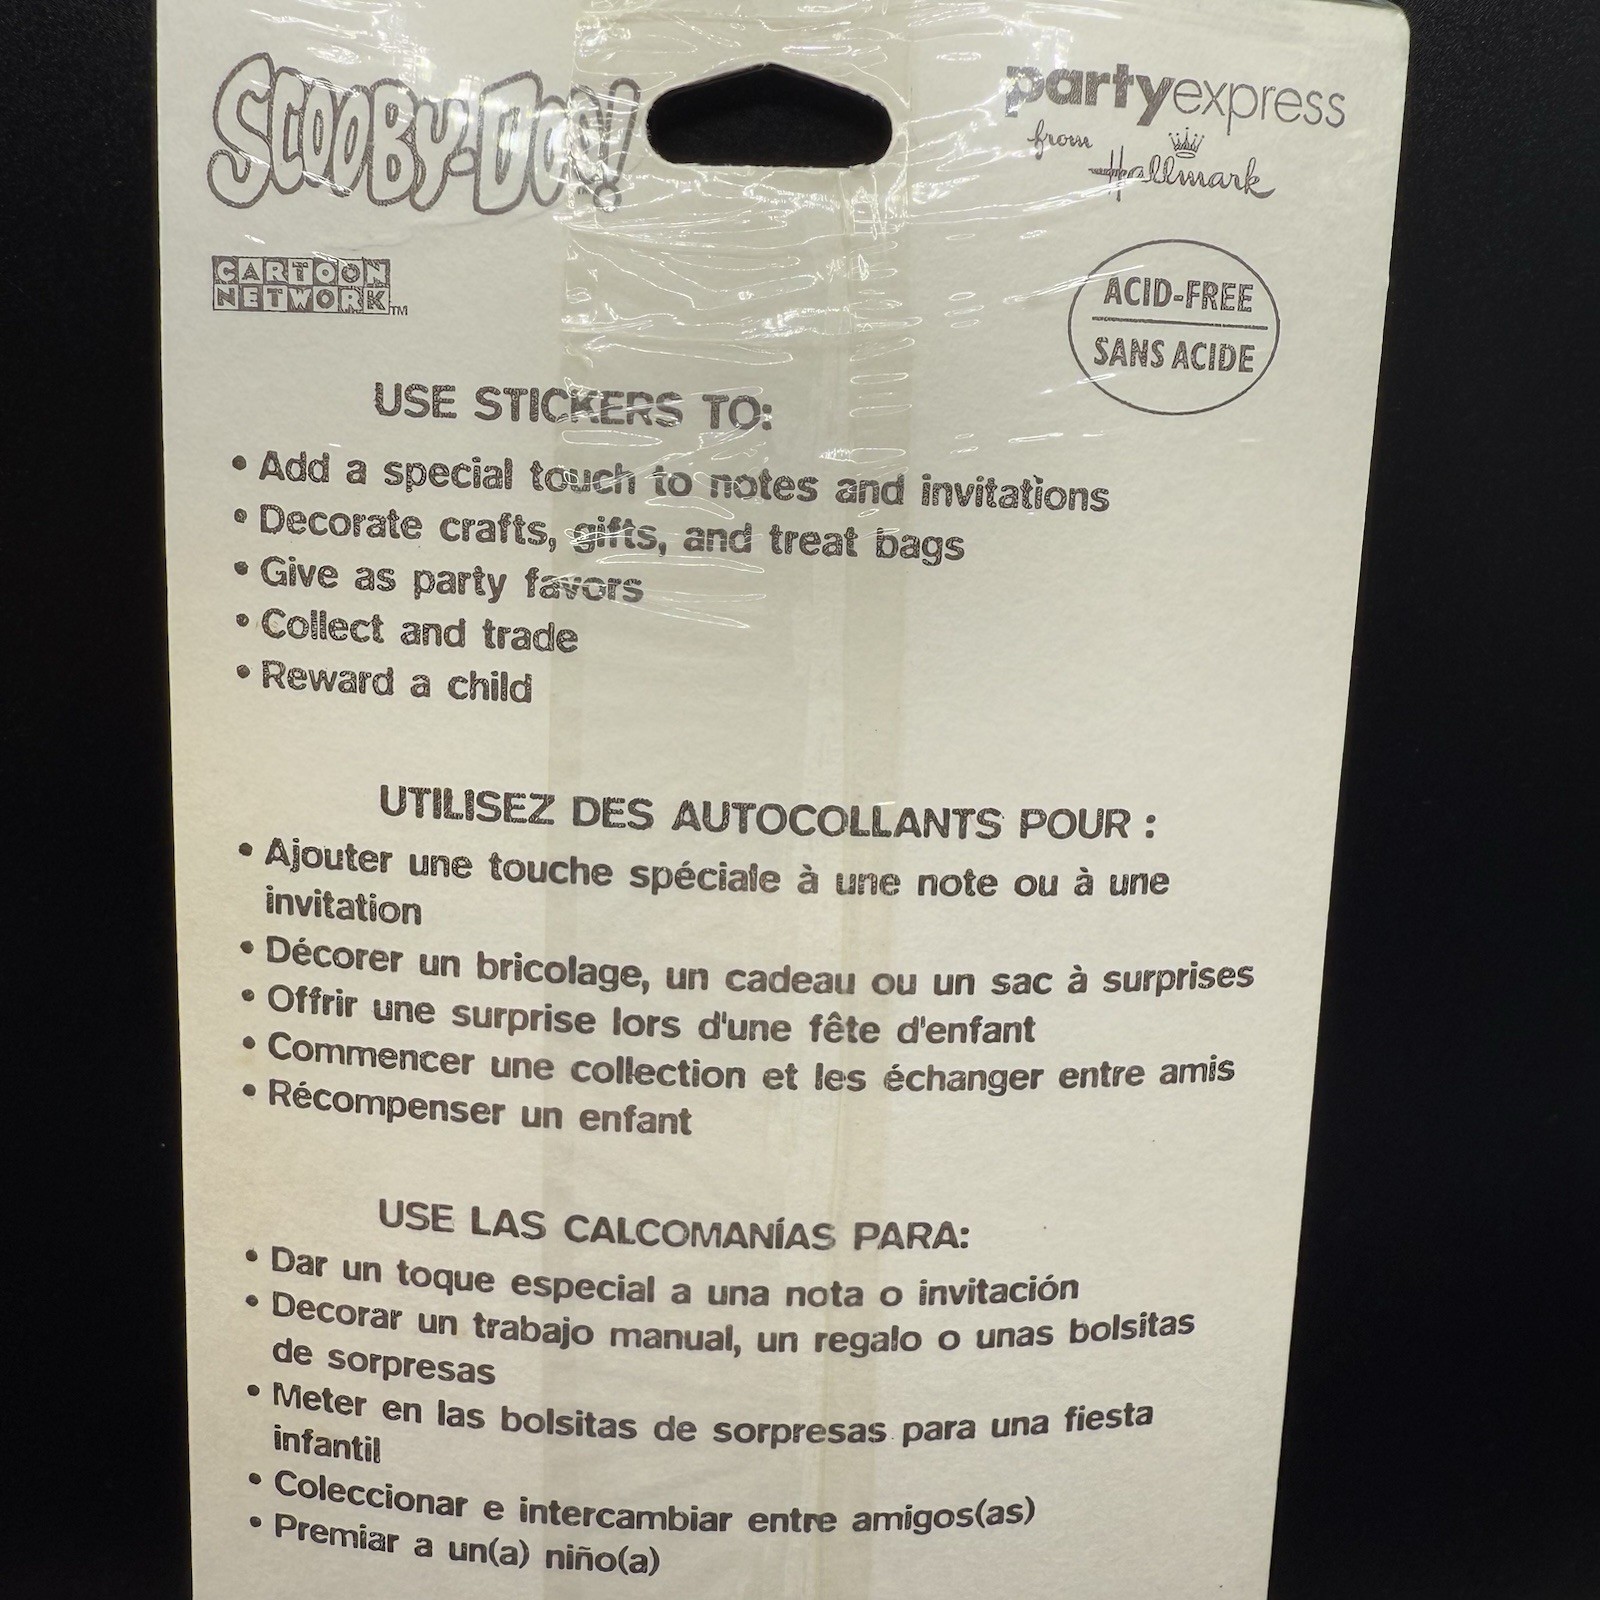 SCOOBY-DOO!
partyexpress
from
Hallmark
CARTOON
NETWORK™
ACID-FREE
SANS ACIDE
USE STICKERS TO:
• Add a special touch to notes and invitations
• Decorate crafts, gifts, and treat bags
• Give as party favors
• Collect and trade
• Reward a child
UTILISEZ DES AUTOCOLLANTS POUR :
• Ajouter une touche spéciale à une note ou à une
invitation
• Décorer un bricolage, un cadeau ou un sac à surprises
• Offrir une surprise lors d'une fête d'enfant
• Commencer une collection et les échanger entre amis
• Récompenser un enfant
USE LAS CALCOMANÍAS PARA:
• Dar un toque especial a una nota o invitación
• Decorar un trabajo manual, un regalo o unas bolsitas
de sorpresas
• Meter en las bolsitas de sorpresas para una fiesta
infantil
• Coleccionar e intercambiar entre amigos(as)
• Premiar a un(a) niño(a)